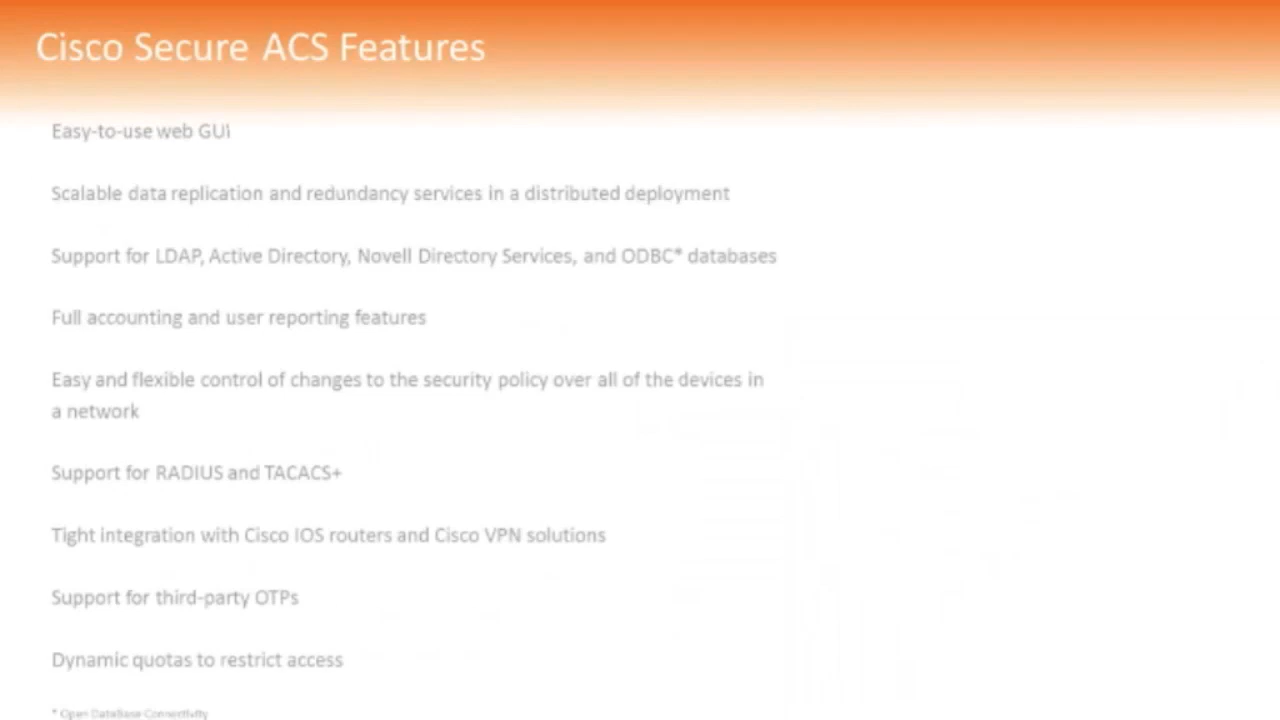 Cisco Secure ACS Features
Easy-to-use web GUI
Scalable data replication and redundancy services in a distributed deployment
Support for LDAP, Active Directory, Novell Directory Services, and ODBC* databases
Full accounting and user reporting features
Easy and flexible control of changes to the security policy over all of the devices in
a network
Support for RADIUS and TACACS+
Tight integration with Cisco IOS routers and Cisco VPN solutions
Support for third-party OTPs
Dynamic quotas to restrict access
* Open DataBase Connectivity